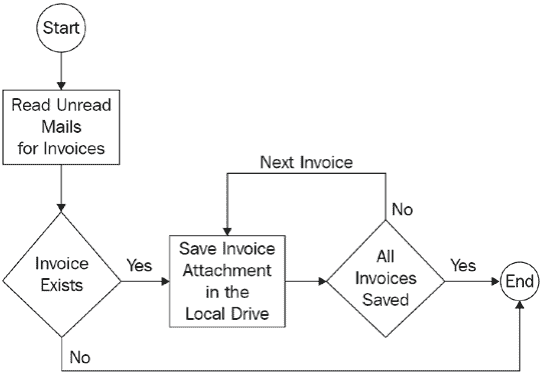 Start
Read Unread
Mails
for Invoices
Next Invoice
No
Invoice
Exists
Yes
Save Invoice
Attachment
in the
Local Drive
All
Invoices
Saved
Yes
End
No